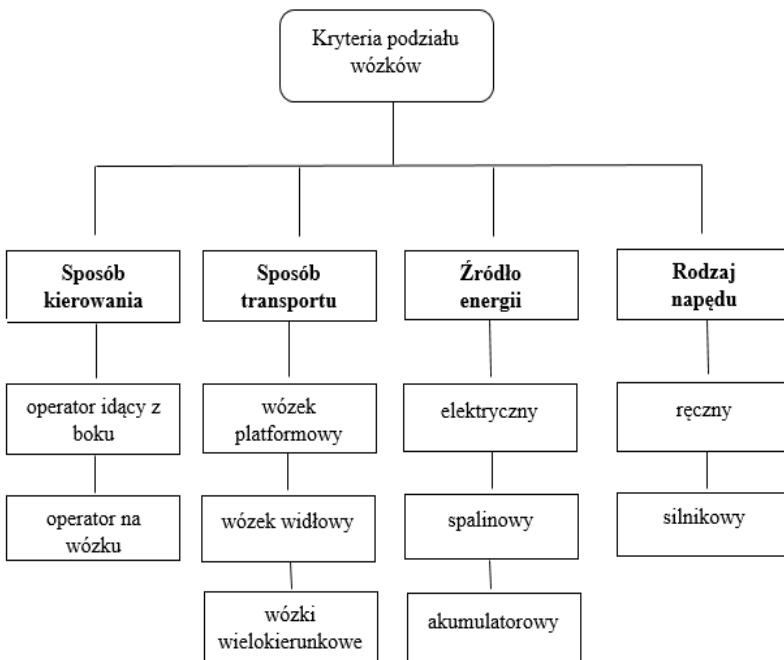 Kryteria podziału
wózków
Sposób
kierowania
Sposób
transportu
Źródło
energii
Rodzaj
napędu
operator idący z
boku
wózek
platformowy
elektryczny
ręczny
operator na
wózku
wózek widłowy
spalinowy
silnikowy
wózki
wielokierunkowe
akumulatorowy